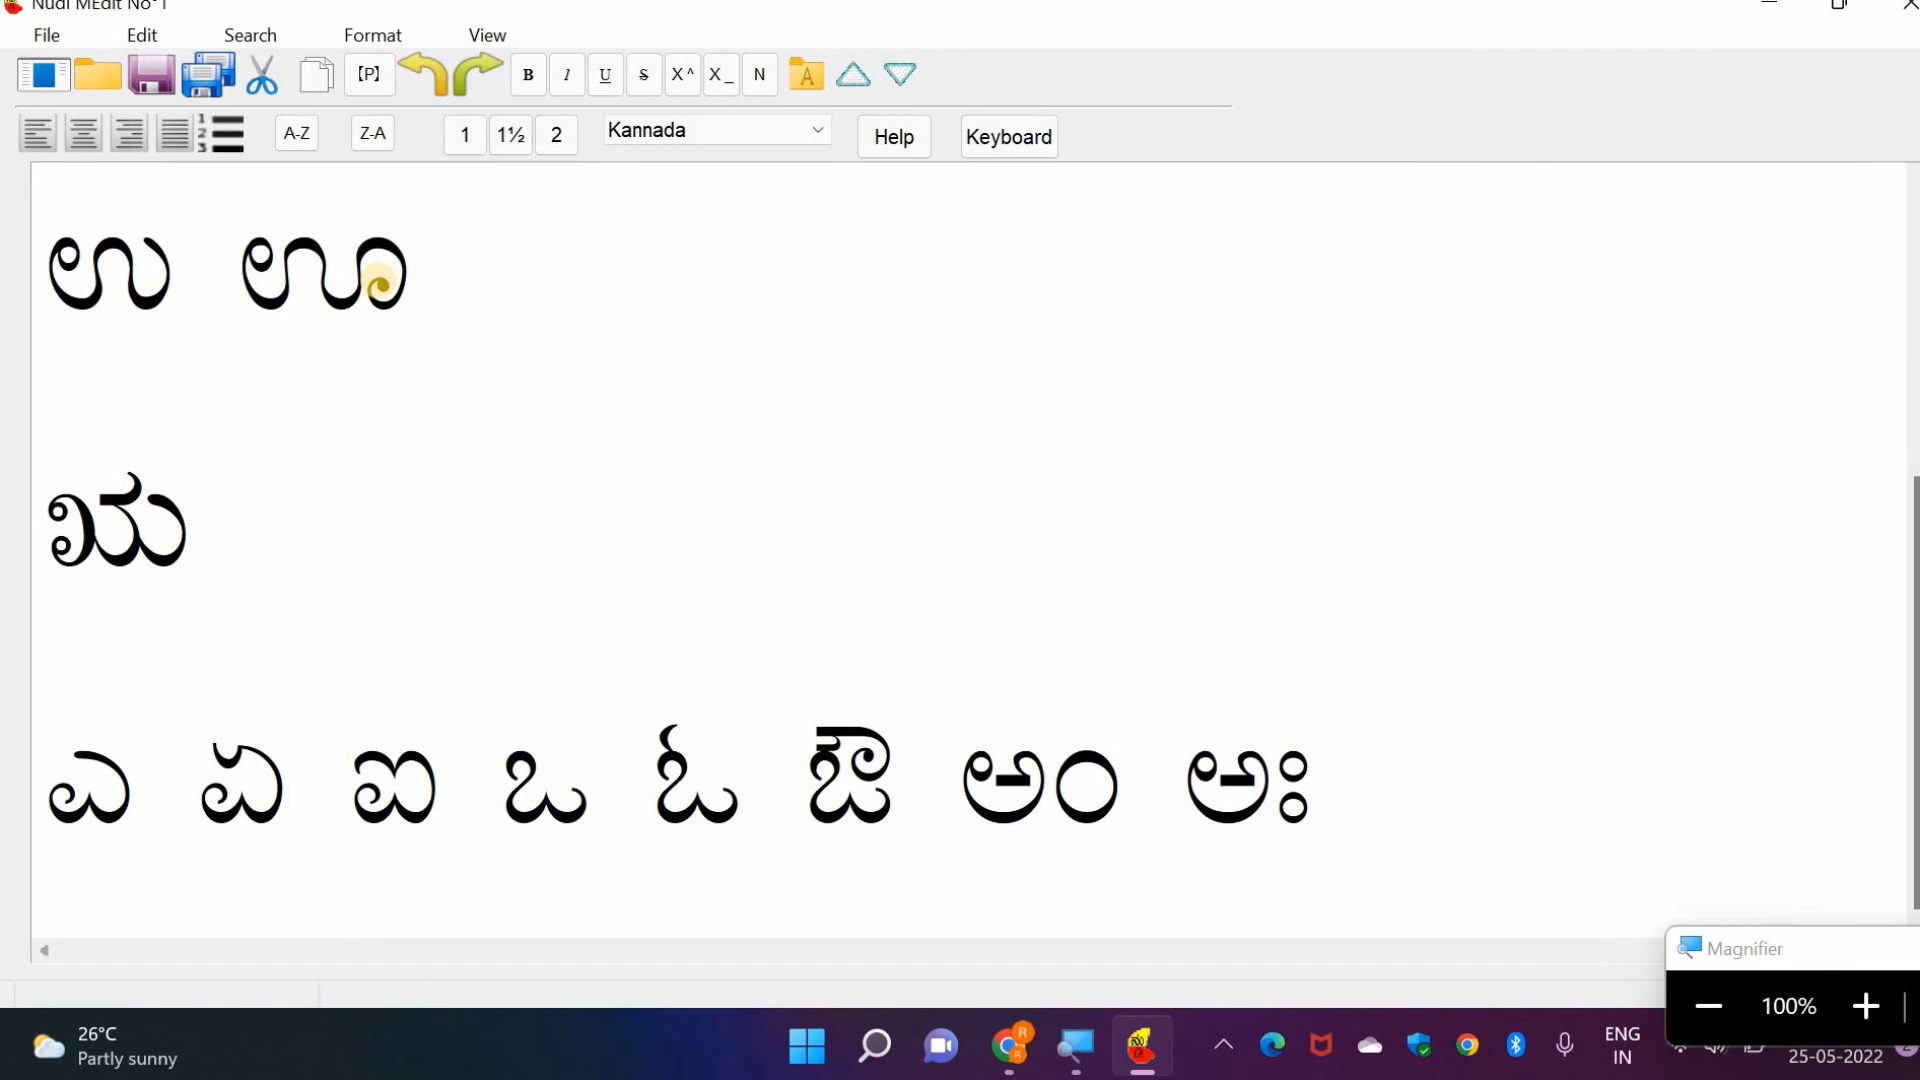 Nudi MEdit No°1
File Edit Search Format View
[P] B I U S X^ X_ N A
A-Z Z-A 1 1½ 2 Kannada Help Keyboard
ಉ ಊ
ಋ
ಎ ಏ ಐ ಒ ಓ ಔ ಅಂ ಅಃ
Magnifier
100%
26°C
Partly sunny
ENG
IN
25-05-2022